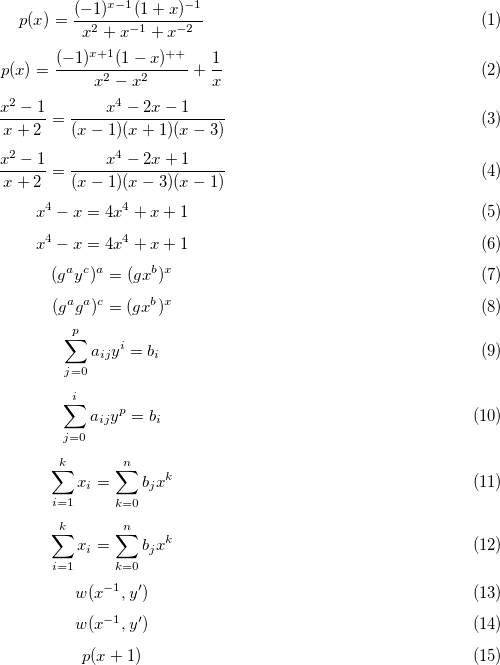 p(x) = \frac{(-1)^{x-1}(1+x)^{-1}}{x^2+x^{-1}+x^{-2}} (1)
p(x) = \frac{(-1)^{x+1}(1-x)^{++}}{x^2-x^2} + \frac{1}{x} (2)
\frac{x^2-1}{x+2} = \frac{x^4-2x-1}{(x-1)(x+1)(x-3)} (3)
\frac{x^2-1}{x+2} = \frac{x^4-2x+1}{(x-1)(x-3)(x-1)} (4)
x^4 - x = 4x^4 + x + 1 (5)
x^4 - x = 4x^4 + x + 1 (6)
(g^a y^c)^a = (gx^b)^x (7)
(g^a g^a)^c = (gx^b)^x (8)
\sum_{j=0}^{p} a_{ij} y^i = b_i (9)
\sum_{j=0}^{i} a_{ij} y^p = b_i (10)
\sum_{i=1}^{k} x_i = \sum_{k=0}^{n} b_j x^k (11)
\sum_{i=1}^{k} x_i = \sum_{k=0}^{n} b_j x^k (12)
w(x^{-1}, y') (13)
w(x^{-1}, y') (14)
p(x+1) (15)